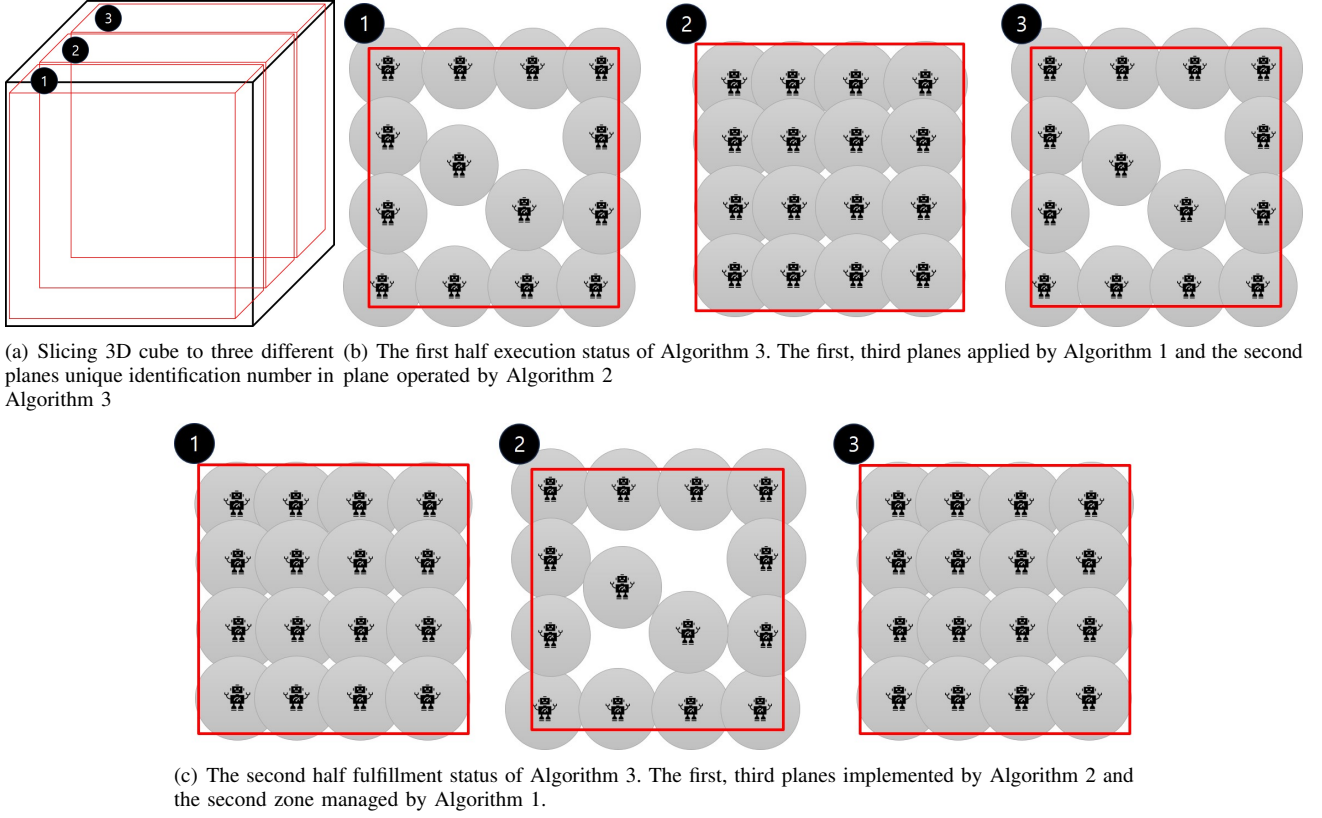 3
2
1
1
2
3
(a) Slicing 3D cube to three different
planes unique identification number in
Algorithm 3
(b) The first half execution status of Algorithm 3. The first, third planes applied by Algorithm 1 and the second
plane operated by Algorithm 2
1
2
3
(c) The second half fulfillment status of Algorithm 3. The first, third planes implemented by Algorithm 2 and
the second zone managed by Algorithm 1.